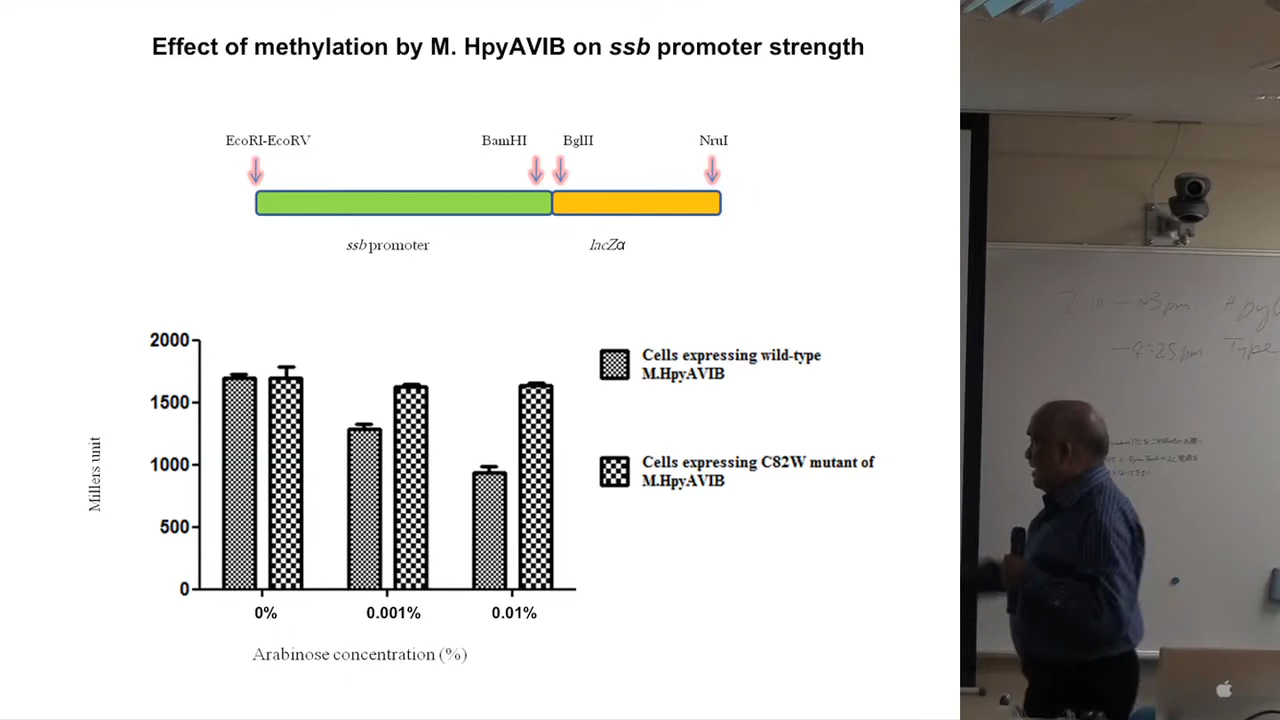 Effect of methylation by M. HpyAVIB on ssb promoter strength
EcoRI-EcoRV
BamHI
BglII
NruI
ssb promoter
lacZα
2000
1500
1000
500
0
Millers unit
0%
0.001%
0.01%
Arabinose concentration (%)
Cells expressing wild-type
M.HpyAVIB
Cells expressing C82W mutant of
M.HpyAVIB
Type